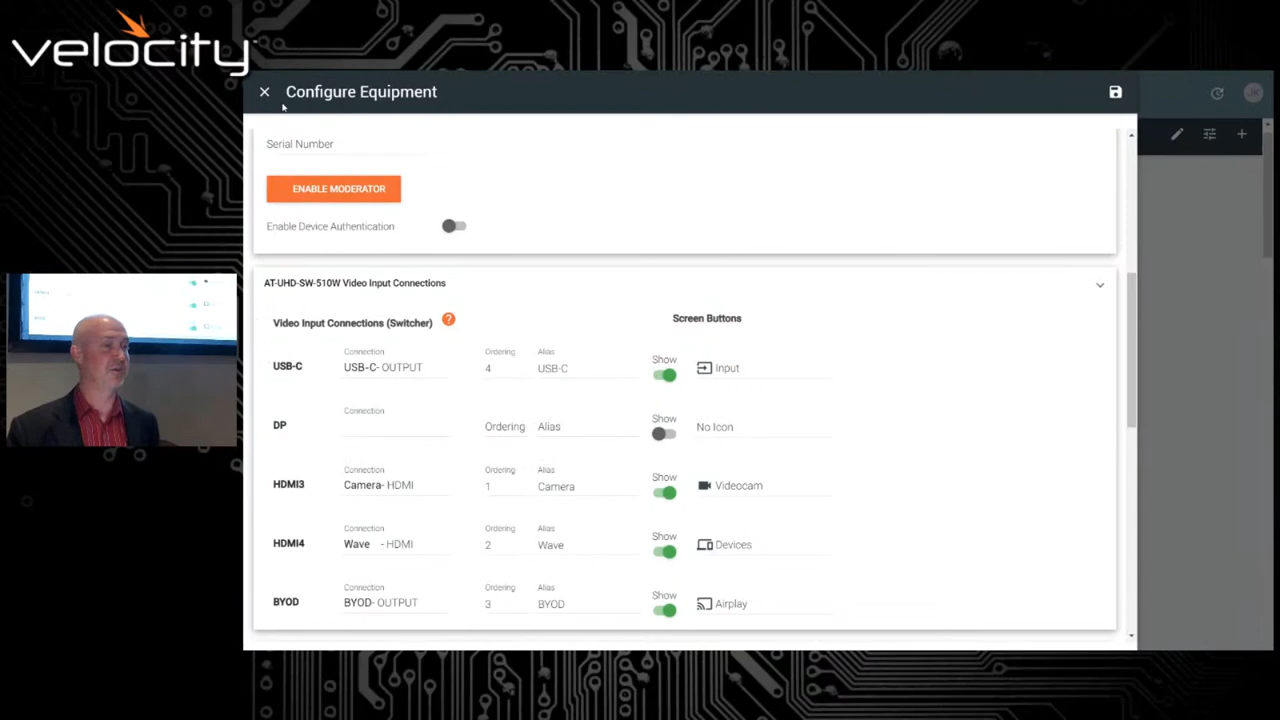 velocity
Configure Equipment
JK
Serial Number
ENABLE MODERATOR
Enable Device Authentication
AT-UHD-SW-510W Video Input Connections
Video Input Connections (Switcher) ?
Screen Buttons
USB-C Connection USB-C- OUTPUT Ordering 4 Alias USB-C Show Input
DP Connection Ordering Alias Show No Icon
HDMI3 Connection Camera- HDMI Ordering 1 Alias Camera Show Videocam
HDMI4 Connection Wave - HDMI Ordering 2 Alias Wave Show Devices
BYOD Connection BYOD- OUTPUT Ordering 3 Alias BYOD Show Airplay